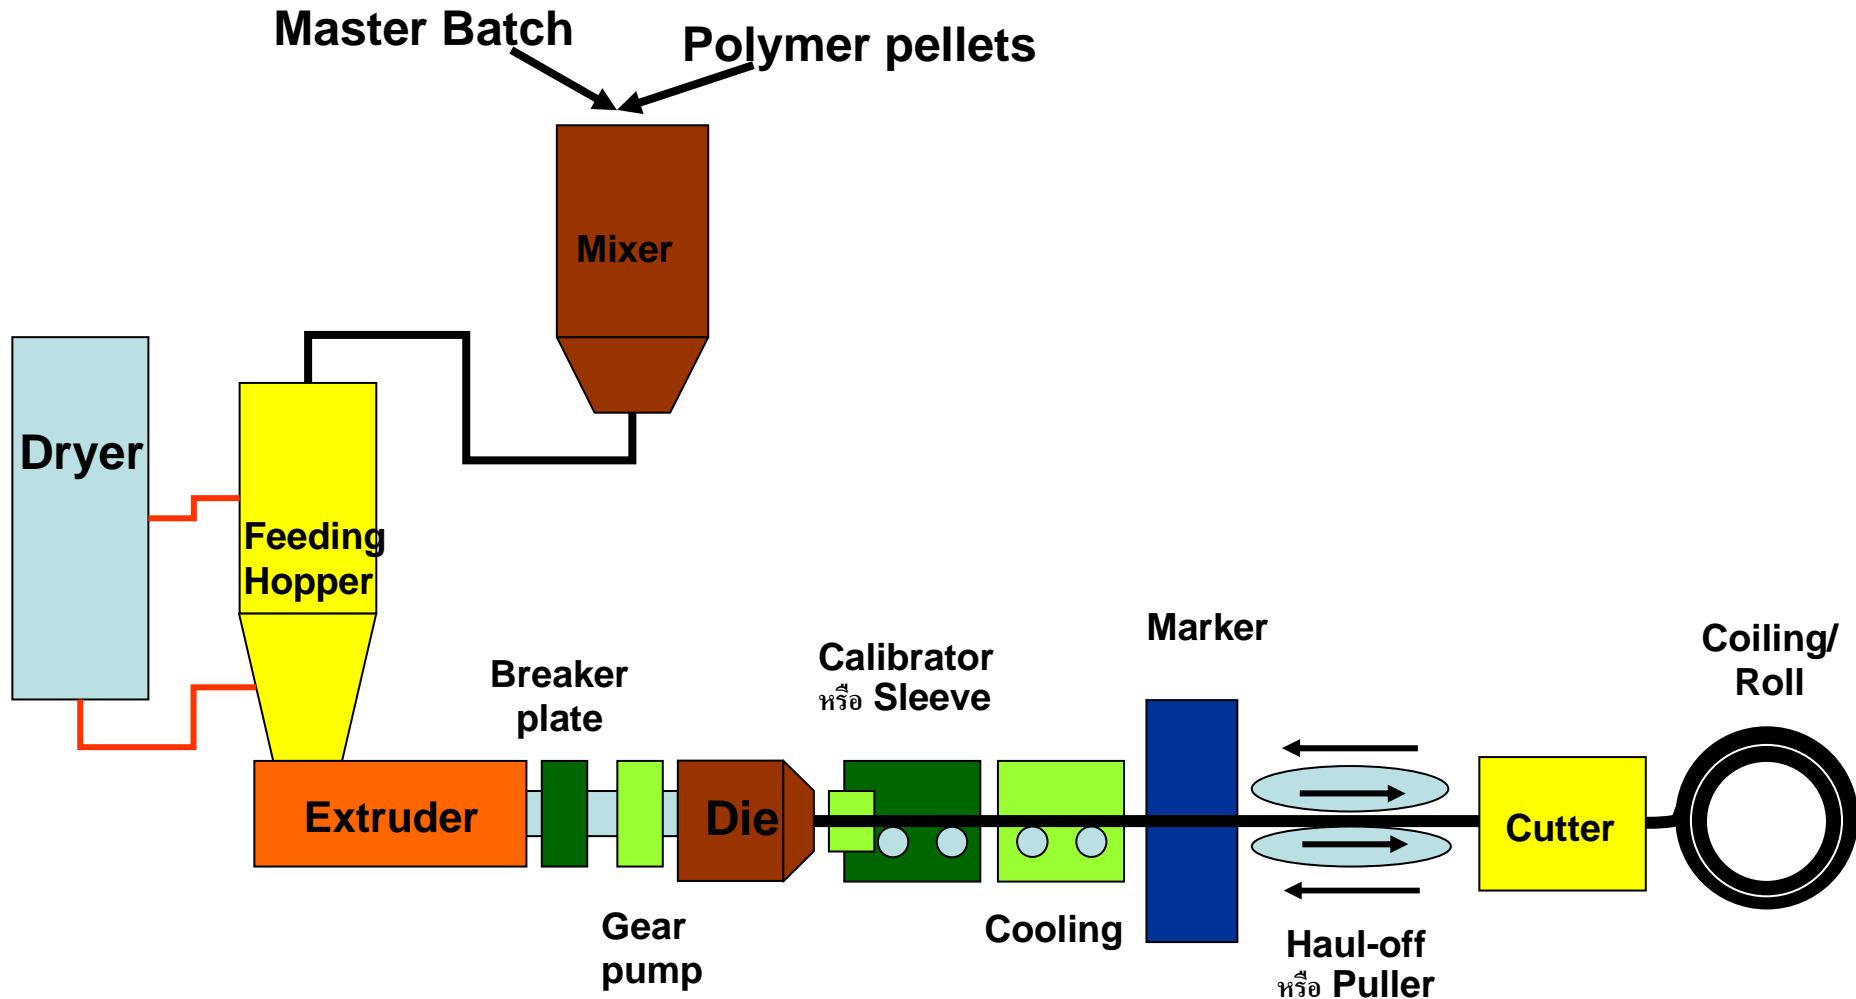 Master Batch
Polymer pellets
Mixer
Dryer
Feeding
Hopper
Breaker
plate
Calibrator
หรือ Sleeve
Marker
Coiling/
Roll
Extruder
Die
Cutter
Gear
pump
Cooling
Haul-off
หรือ Puller